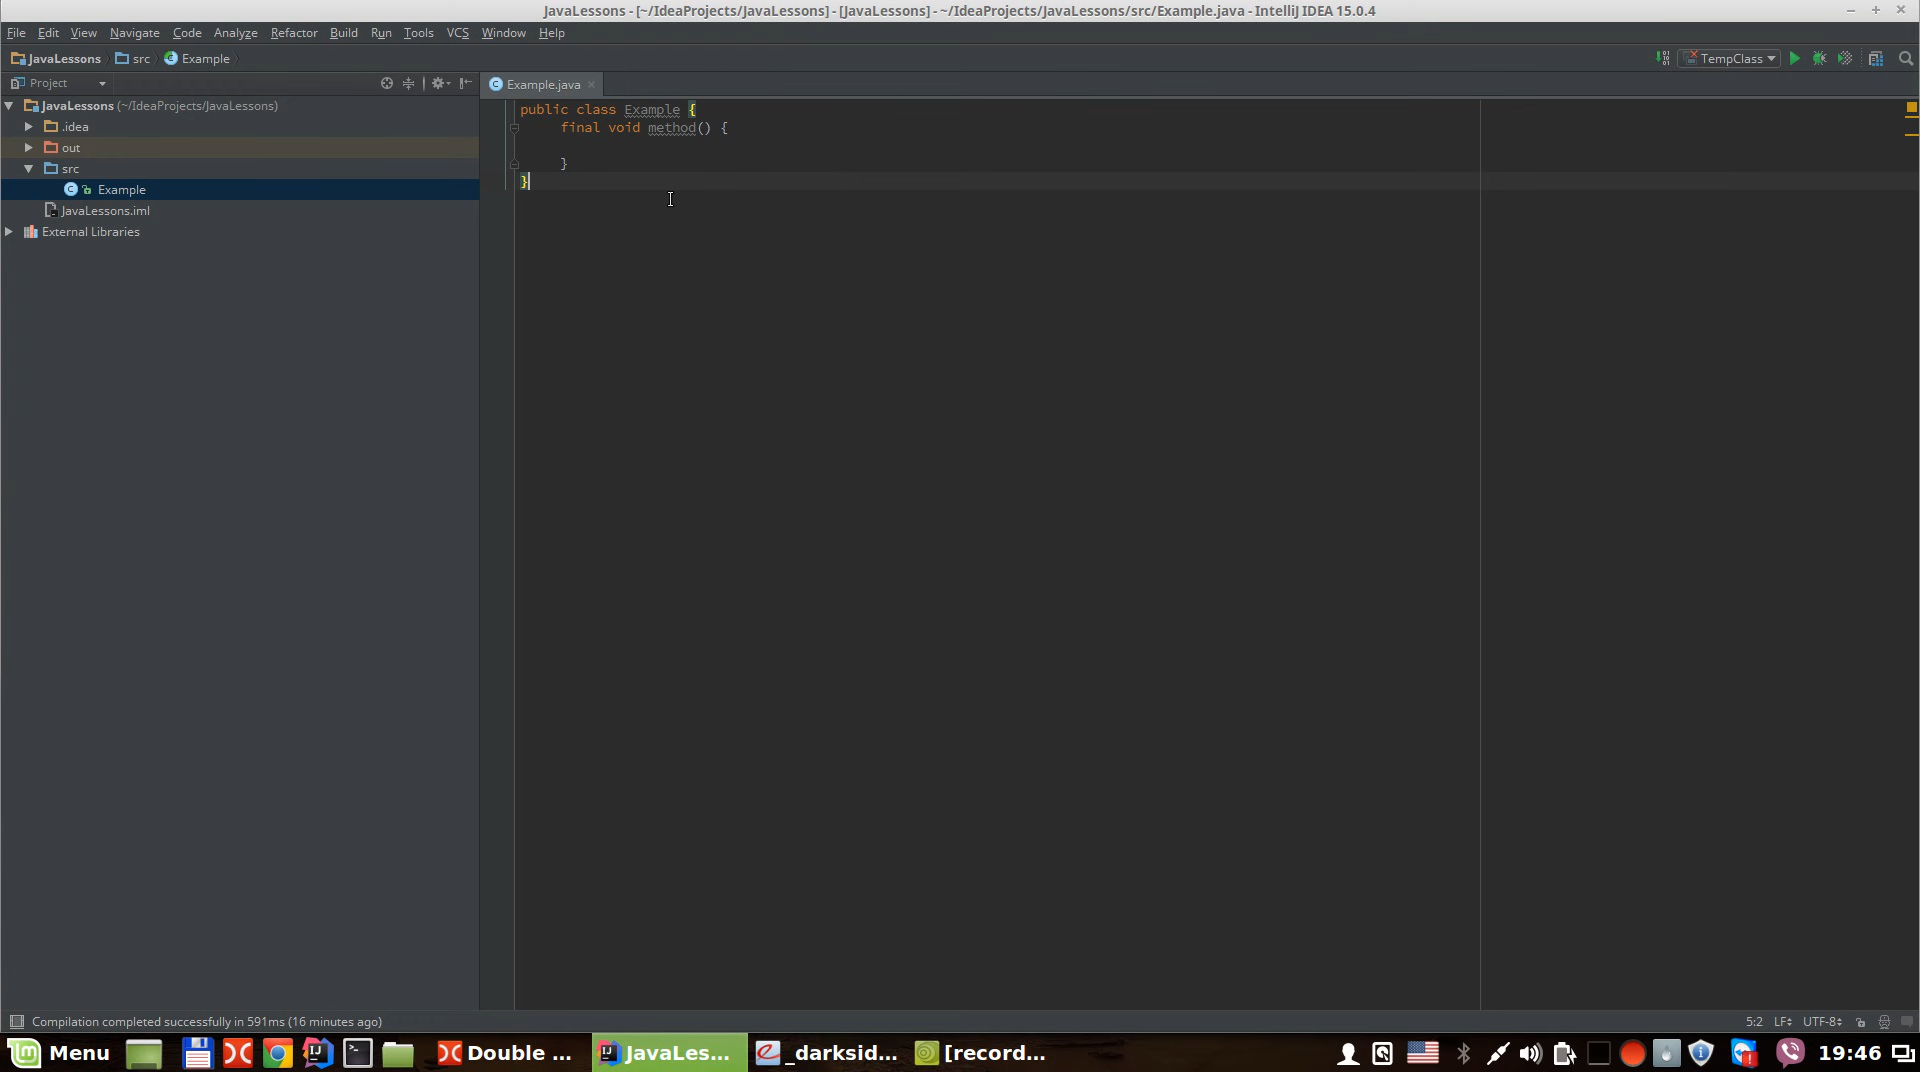 JavaLessons - [~/IdeaProjects/JavaLessons] - [JavaLessons] - ~/IdeaProjects/JavaLessons/src/Example.java - IntelliJ IDEA 15.0.4
File Edit View Navigate Code Analyze Refactor Run Build Run Tools VCS Window Help
JavaLessons src Example TempClass
Project Example.java
JavaLessons (~/IdeaProjects/JavaLessons)
.idea
out
src
Example
JavaLessons.iml
External Libraries
public class Example {
final void method() {
}
}
Compilation completed successfully in 591ms (16 minutes ago) 5:2 LF UTF-8
Menu Double ... JavaLes... _darksid... [record... 19:46